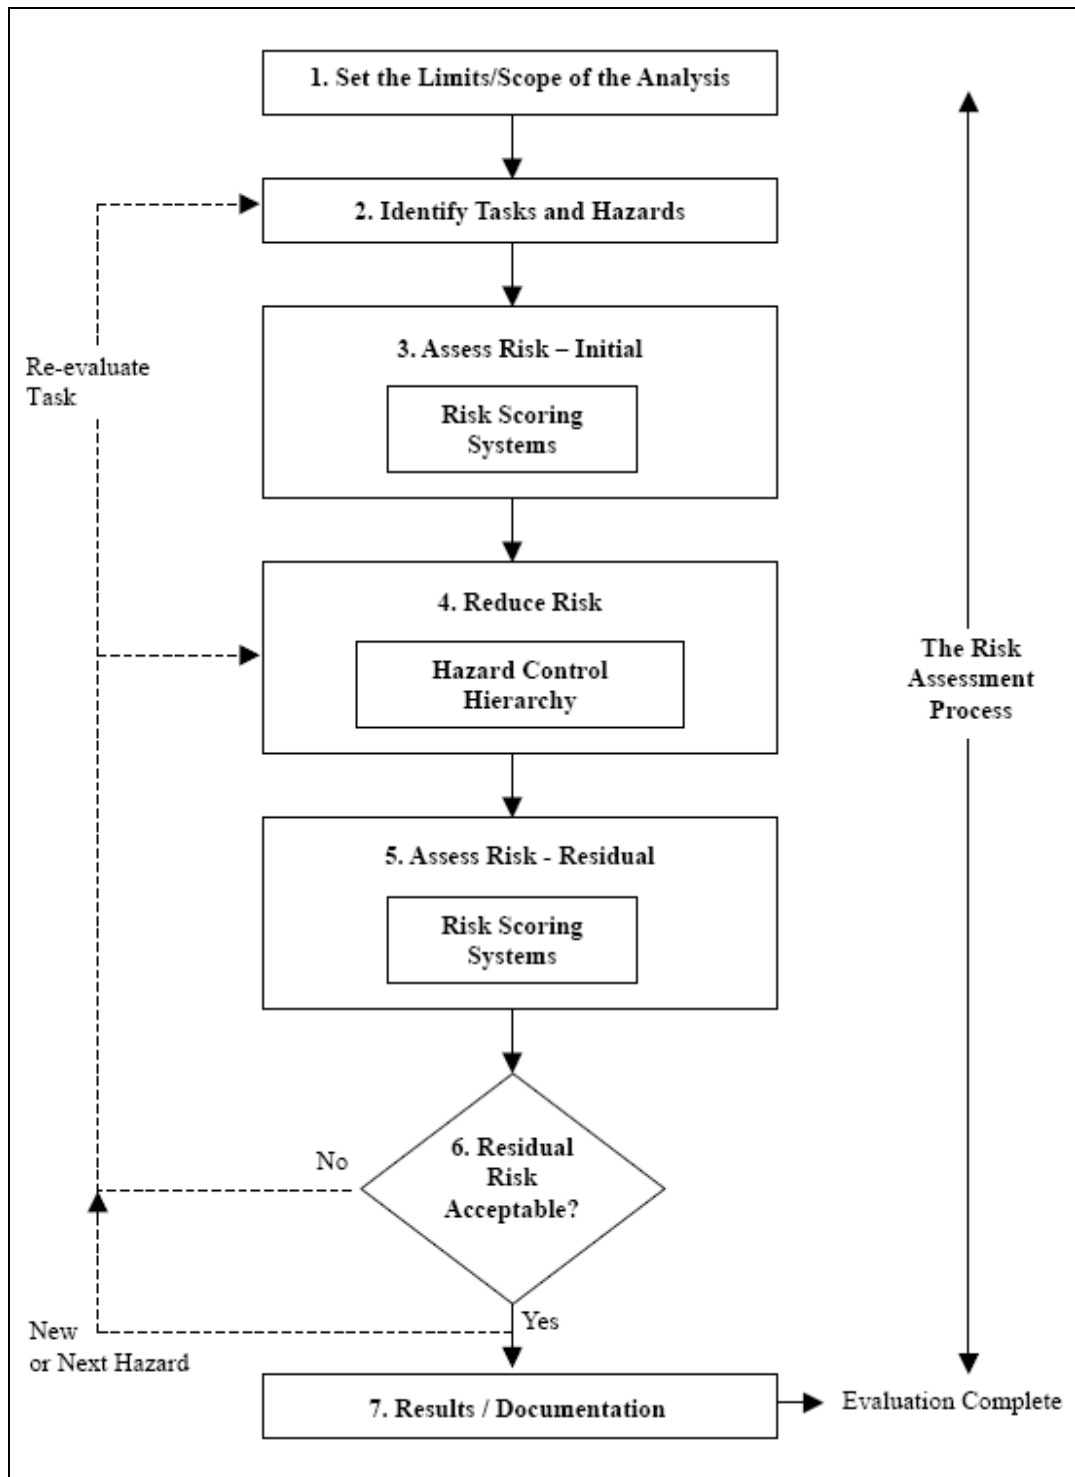 1. Set the Limits/Scope of the Analysis
2. Identify Tasks and Hazards
3. Assess Risk – Initial
Risk Scoring
Systems
Re-evaluate
Task
4. Reduce Risk
Hazard Control
Hierarchy
The Risk
Assessment
Process
5. Assess Risk - Residual
Risk Scoring
Systems
6. Residual
Risk
Acceptable?
No
Yes
New
or Next Hazard
7. Results / Documentation
Evaluation Complete